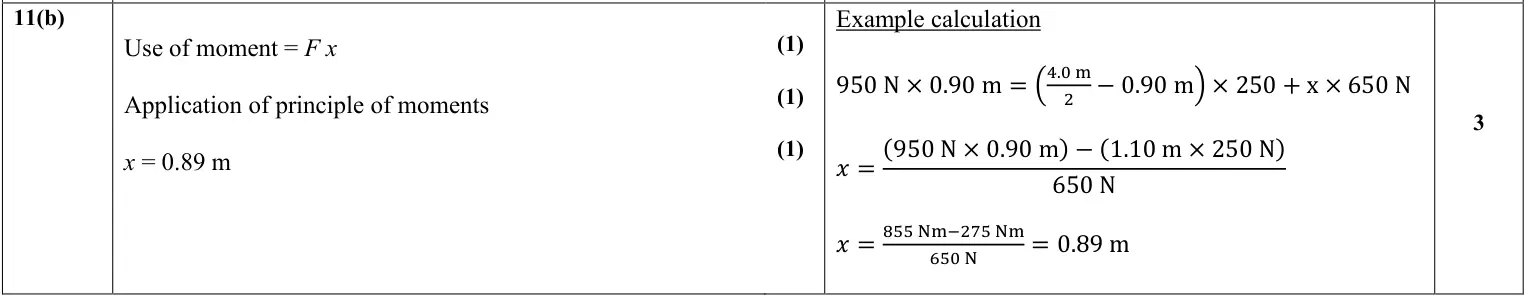 11(b)
Use of moment = F x (1)
Application of principle of moments (1)
x = 0.89 m (1)
Example calculation
950 N × 0.90 m = (4.0 m / 2 − 0.90 m) × 250 + x × 650 N
x = (950 N × 0.90 m) − (1.10 m × 250 N) / 650 N
x = 855 Nm−275 Nm / 650 N = 0.89 m
3